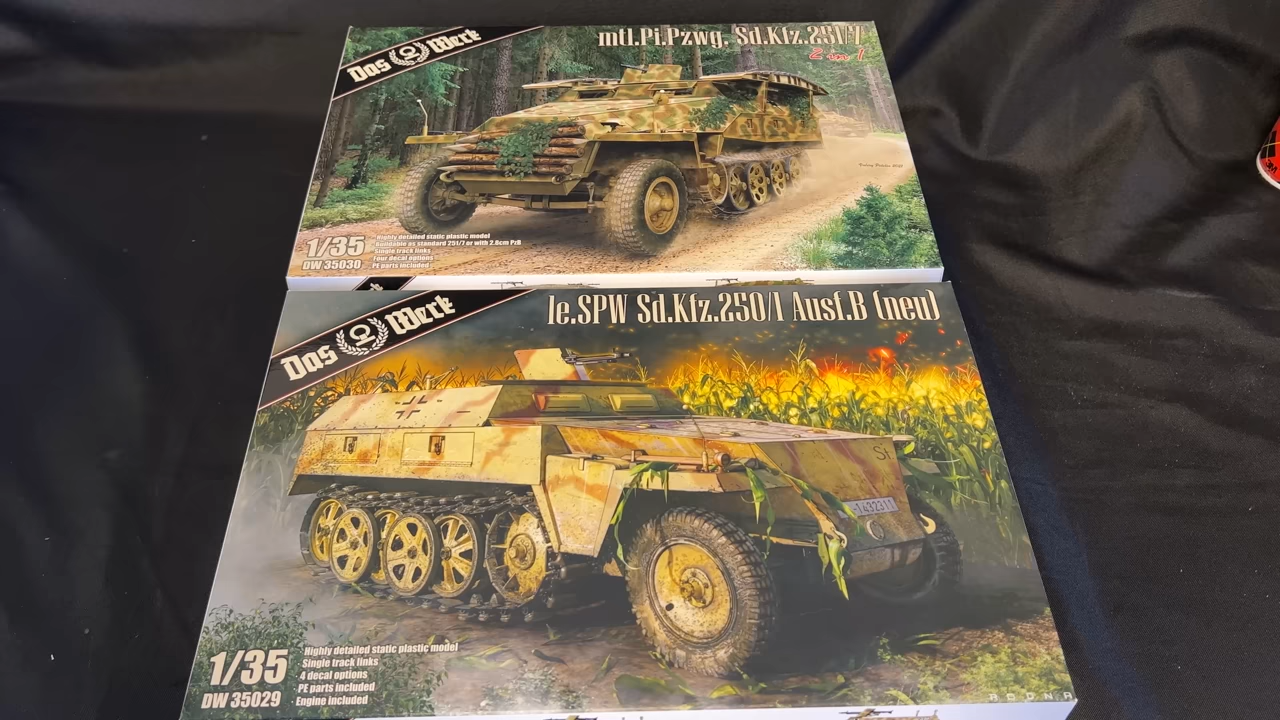 Das Werk
mtl.Pi.Pzwg. Sd.Kfz.251/7
2 in 1
1/35
DW 35030
Highly detailed static plastic model
Buildable as standard 251/7 or with 2.8cm PzB
Single track links
Four decal options
PE parts included
Das Werk
le.SPW Sd.Kfz.250/1 Ausf.B (neu)
St
-1432311
1/35
DW 35029
Highly detailed static plastic model
Single track links
4 decal options
PE parts included
Engine included
3M